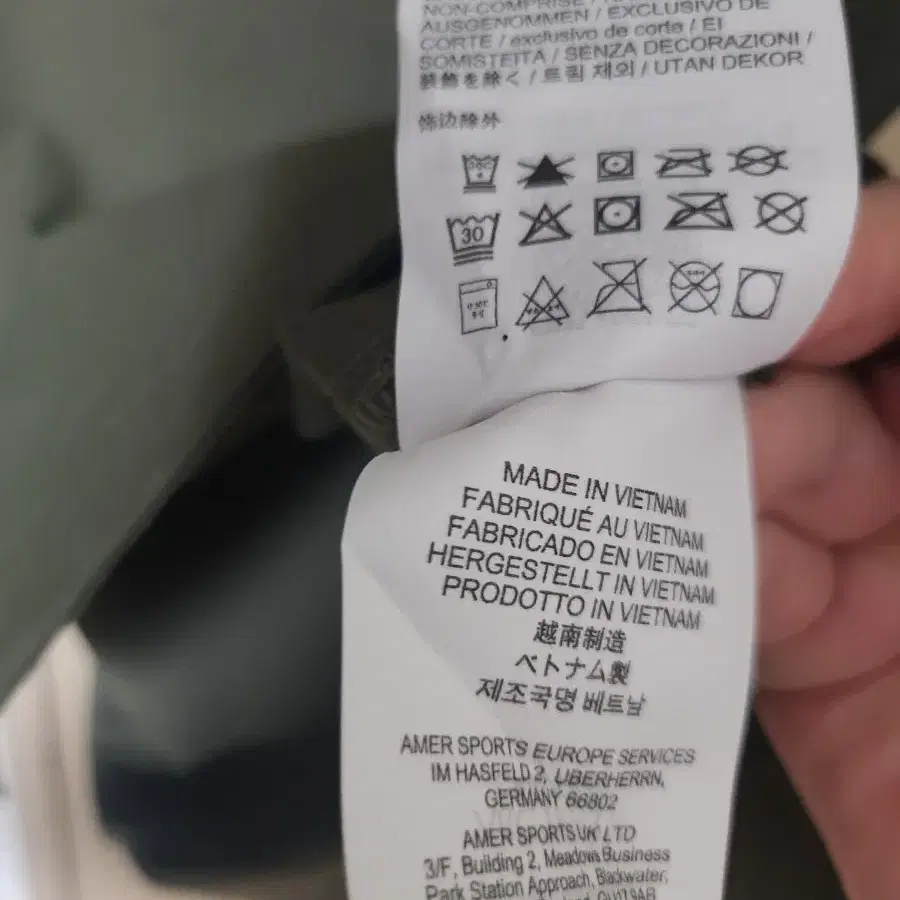 NON-COMPRISE /
AUSGENOMMEN / EXCLUSIVO DE
CORTE / exclusivo de corte / EI
SOMISTEITA / SENZA DECORAZIONI /
装飾を除く / 트림 제외 / UTAN DEKOR
饰边除外
30
MADE IN VIETNAM
FABRIQUÉ AU VIETNAM
FABRICADO EN VIETNAM
HERGESTELLT IN VIETNAM
PRODOTTO IN VIETNAM
越南制造
ベトナム製
제조국명 베트남
AMER SPORTS EUROPE SERVICES
IM HASFELD 2, UBERHERRN,
GERMANY 66802
AMER SPORTS UK LTD
3/F, Building 2, Meadows Business
Park Station Approach, Blackwater,
GU17 9AB